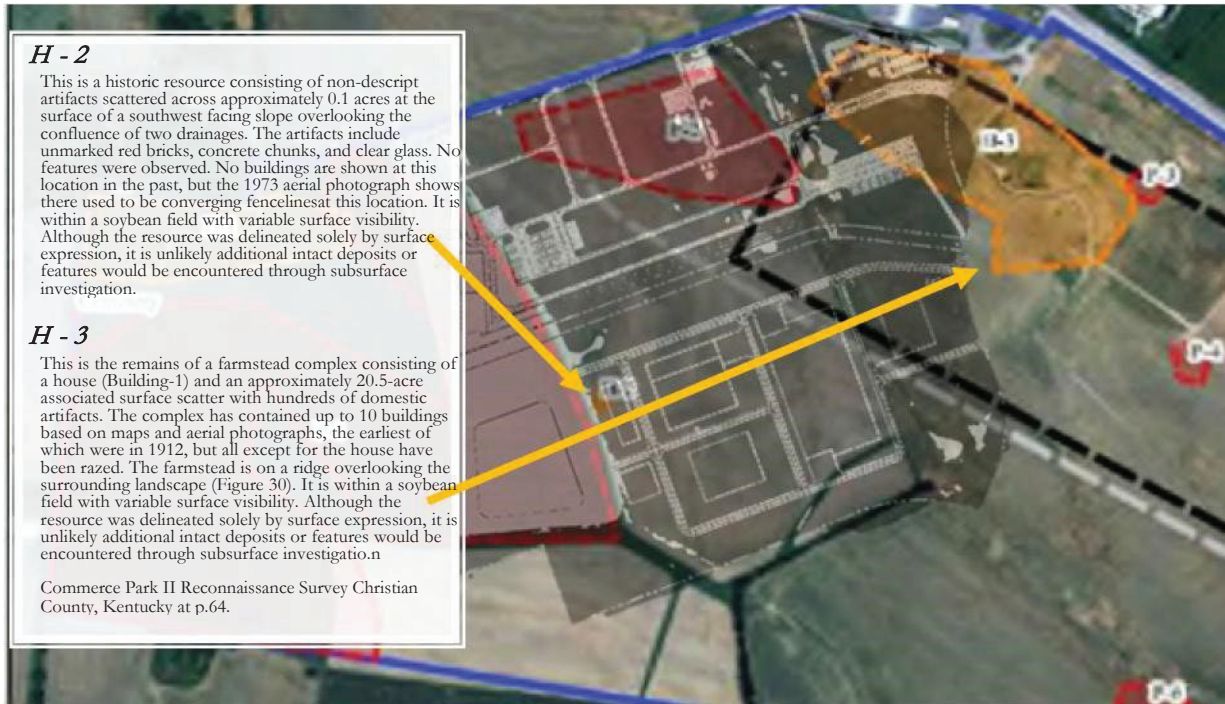 H - 2
This is a historic resource consisting of non-descript
artifacts scattered across approximately 0.1 acres at the
surface of a southwest facing slope overlooking the
confluence of two drainages. The artifacts include
unmarked red bricks, concrete chunks, and clear glass. No
features were observed. No buildings are shown at this
location in the past, but the 1973 aerial photograph shows
there used to be converging fencelinesat this location. It is
within a soybean field with variable surface visibility.
Although the resource was delineated solely by surface
expression, it is unlikely additional intact deposits or
features would be encountered through subsurface
investigation.
H - 3
This is the remains of a farmstead complex consisting of
a house (Building-1) and an approximately 20.5-acre
associated surface scatter with hundreds of domestic
artifacts. The complex has contained up to 10 buildings
based on maps and aerial photographs, the earliest of
which were in 1912, but all except for the house have
been razed. The farmstead is on a ridge overlooking the
surrounding landscape (Figure 30). It is within a soybean
field with variable surface visibility. Although the
resource was delineated solely by surface expression, it is
unlikely additional intact deposits or features would be
encountered through subsurface investigatio.n
Commerce Park II Reconnaissance Survey Christian
County, Kentucky at p.64.
H-3
P-3
P-4
P-6